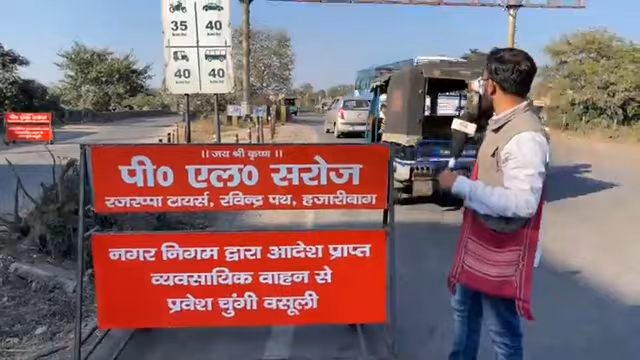 35
40
40
40
|| जय श्री कृष्ण ||
पी० एल० सरोज
रजरप्पा टायर्स, रविन्द्र पथ, हजारीबाग
नगर निगम द्वारा आदेश प्राप्त
व्यवसायिक वाहन से
प्रवेश चुंगी वसूली